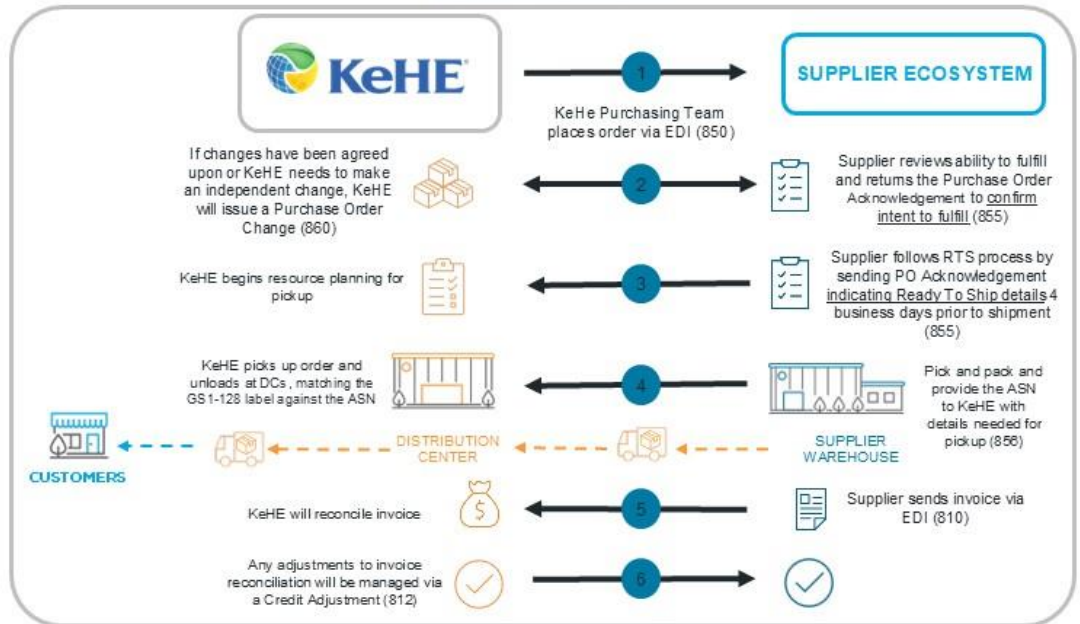 KeHE
1
SUPPLIER ECOSYSTEM
KeHe Purchasing Team
places order via EDI (850)
If changes have been agreed
upon or KeHE needs to make
an independent change, KeHE
will issue a Purchase Order
Change (860)
2
Supplier reviews ability to fulfill
and returns the Purchase Order
Acknowledgement to confirm
intent to fulfill (855)
KeHE begins resource planning for
pickup
3
Supplier follows RTS process by
sending PO Acknowledgement
indicating Ready To Ship details 4
business days prior to shipment
(855)
KeHE picks up order and
unloads at DCs, matching the
GS1-128 label against the ASN
4
Pick and pack and
provide the ASN
to KeHE with
details needed for
pickup (856)
CUSTOMERS
DISTRIBUTION
CENTER
SUPPLIER
WAREHOUSE
KeHE will reconcile invoice
$
5
Supplier sends invoice via
EDI (810)
Any adjustments to invoice
reconciliation will be managed via
a Credit Adjustment (812)
6